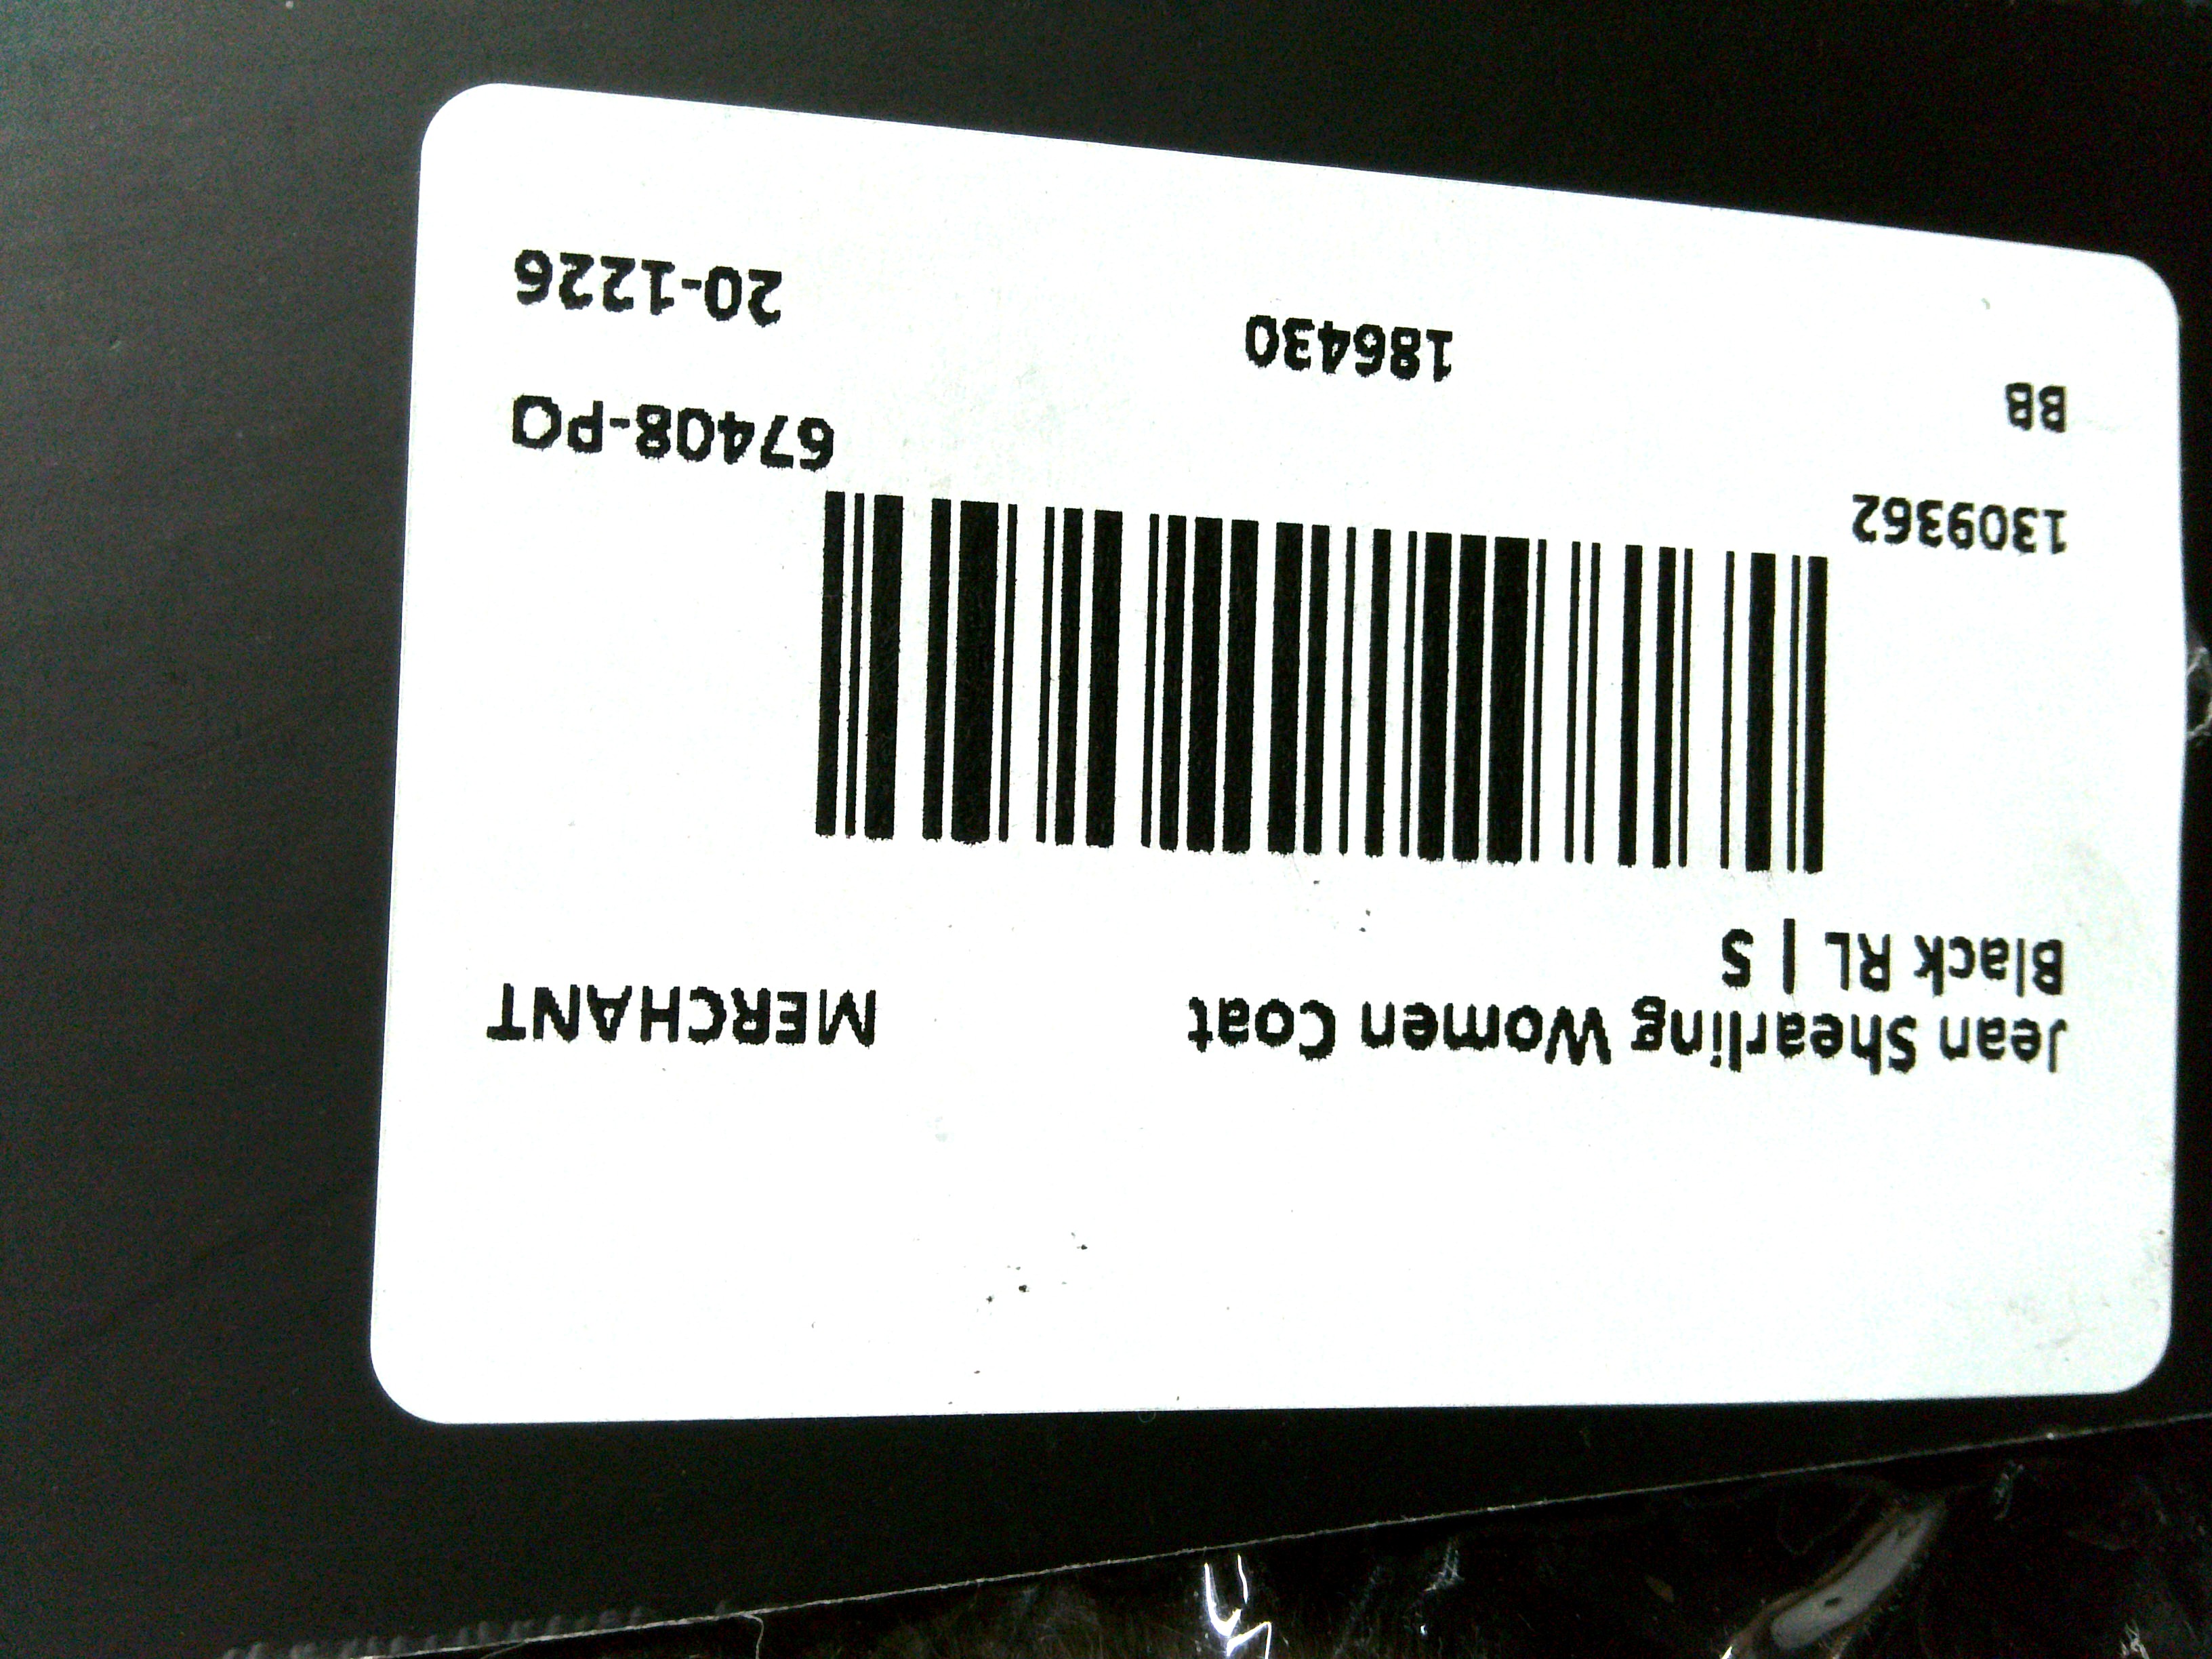 Jean Shearling Women Coat
MERCHANT
Black RL | S
1309362
67408-PO
BB
186430
20-1226